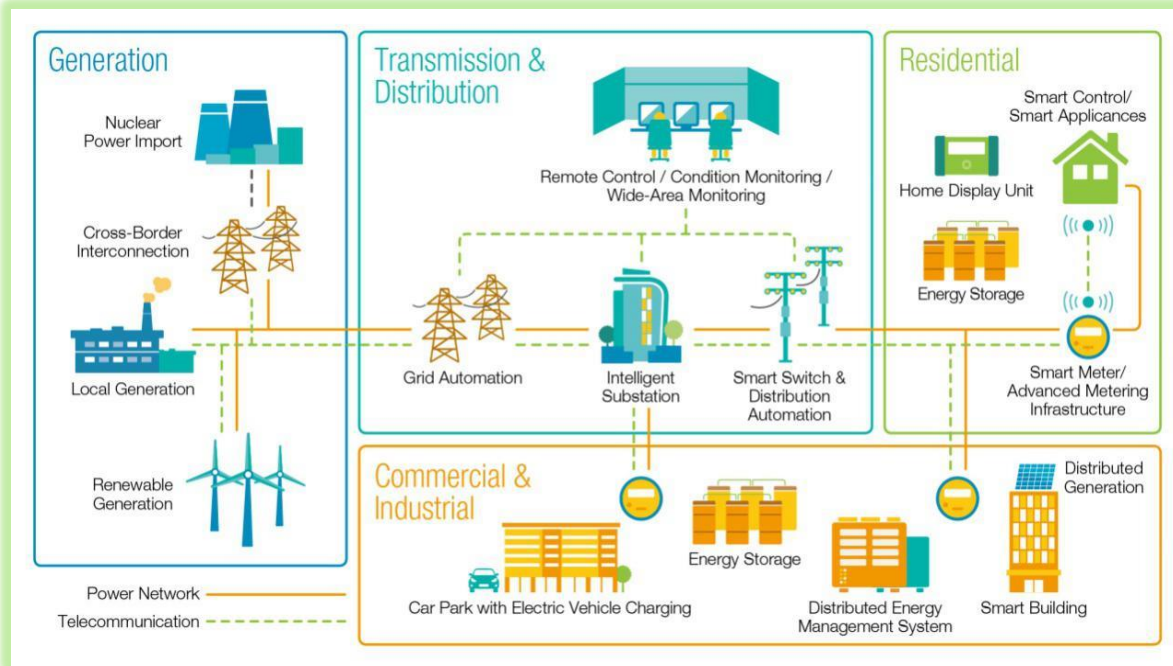 Generation
Nuclear
Power Import
Cross-Border
Interconnection
Local Generation
Renewable
Generation
Power Network
Telecommunication
Transmission &
Distribution
Remote Control / Condition Monitoring /
Wide-Area Monitoring
Grid Automation
Intelligent
Substation
Smart Switch &
Distribution
Automation
Residential
Smart Control/
Smart Applicances
Home Display Unit
Energy Storage
Smart Meter/
Advanced Metering
Infrastructure
Commercial &
Industrial
Car Park with Electric Vehicle Charging
Energy Storage
Distributed Energy
Management System
Distributed
Generation
Smart Building